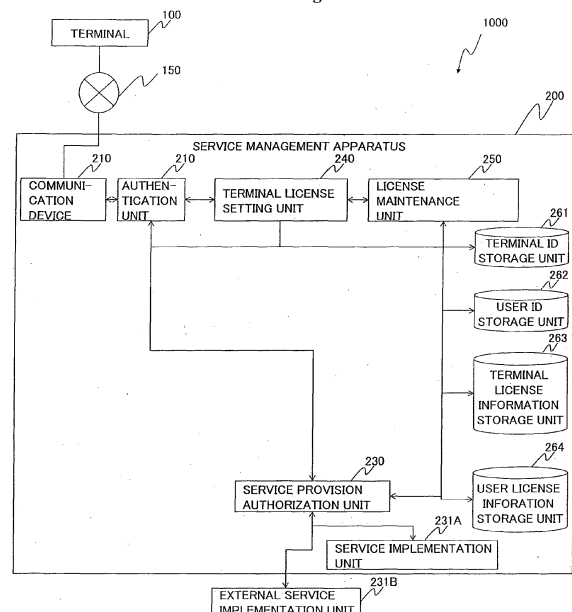 100
TERMINAL
1000
150
200
SERVICE MANAGEMENT APPARATUS
210
210
240
250
COMMUNI-
CATION
DEVICE
AUTHEN-
TICATION
UNIT
TERMINAL LICENSE
SETTING UNIT
LICENSE
MAINTENANCE
UNIT
261
TERMINAL ID
STORAGE UNIT
262
USER ID
STORAGE UNIT
263
TERMINAL
LICENSE
INFORMATION
STORAGE
UNIT
264
USER LICENSE
INFORATION
STORAGE UNIT
230
SERVICE PROVISION
AUTHORIZATION UNIT
231A
SERVICE IMPLEMENTATION
UNIT
231B
EXTERNAL SERVICE
IMPLEMENTATION UNIT